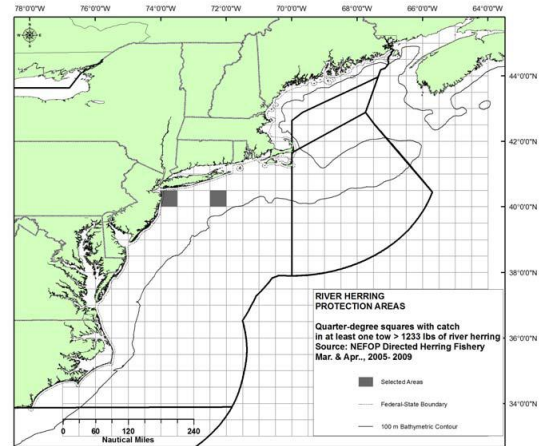 78°0'0"W 76°0'0"W 74°0'0"W 72°0'0"W 70°0'0"W 68°0'0"W 66°0'0"W 64°0'0"W
44°0'0"N
42°0'0"N
40°0'0"N
38°0'0"N
36°0'0"N
34°0'0"N
RIVER HERRING
PROTECTION AREAS
Quarter-degree squares with catch
in at least one tow > 1233 lbs of river herring
Source: NEFOP Directed Herring Fishery
Mar. & Apr.., 2005- 2009
Selected Areas
Federal-State Boundary
100 m Bathymetric Contour
0 60 120 240
Nautical Miles